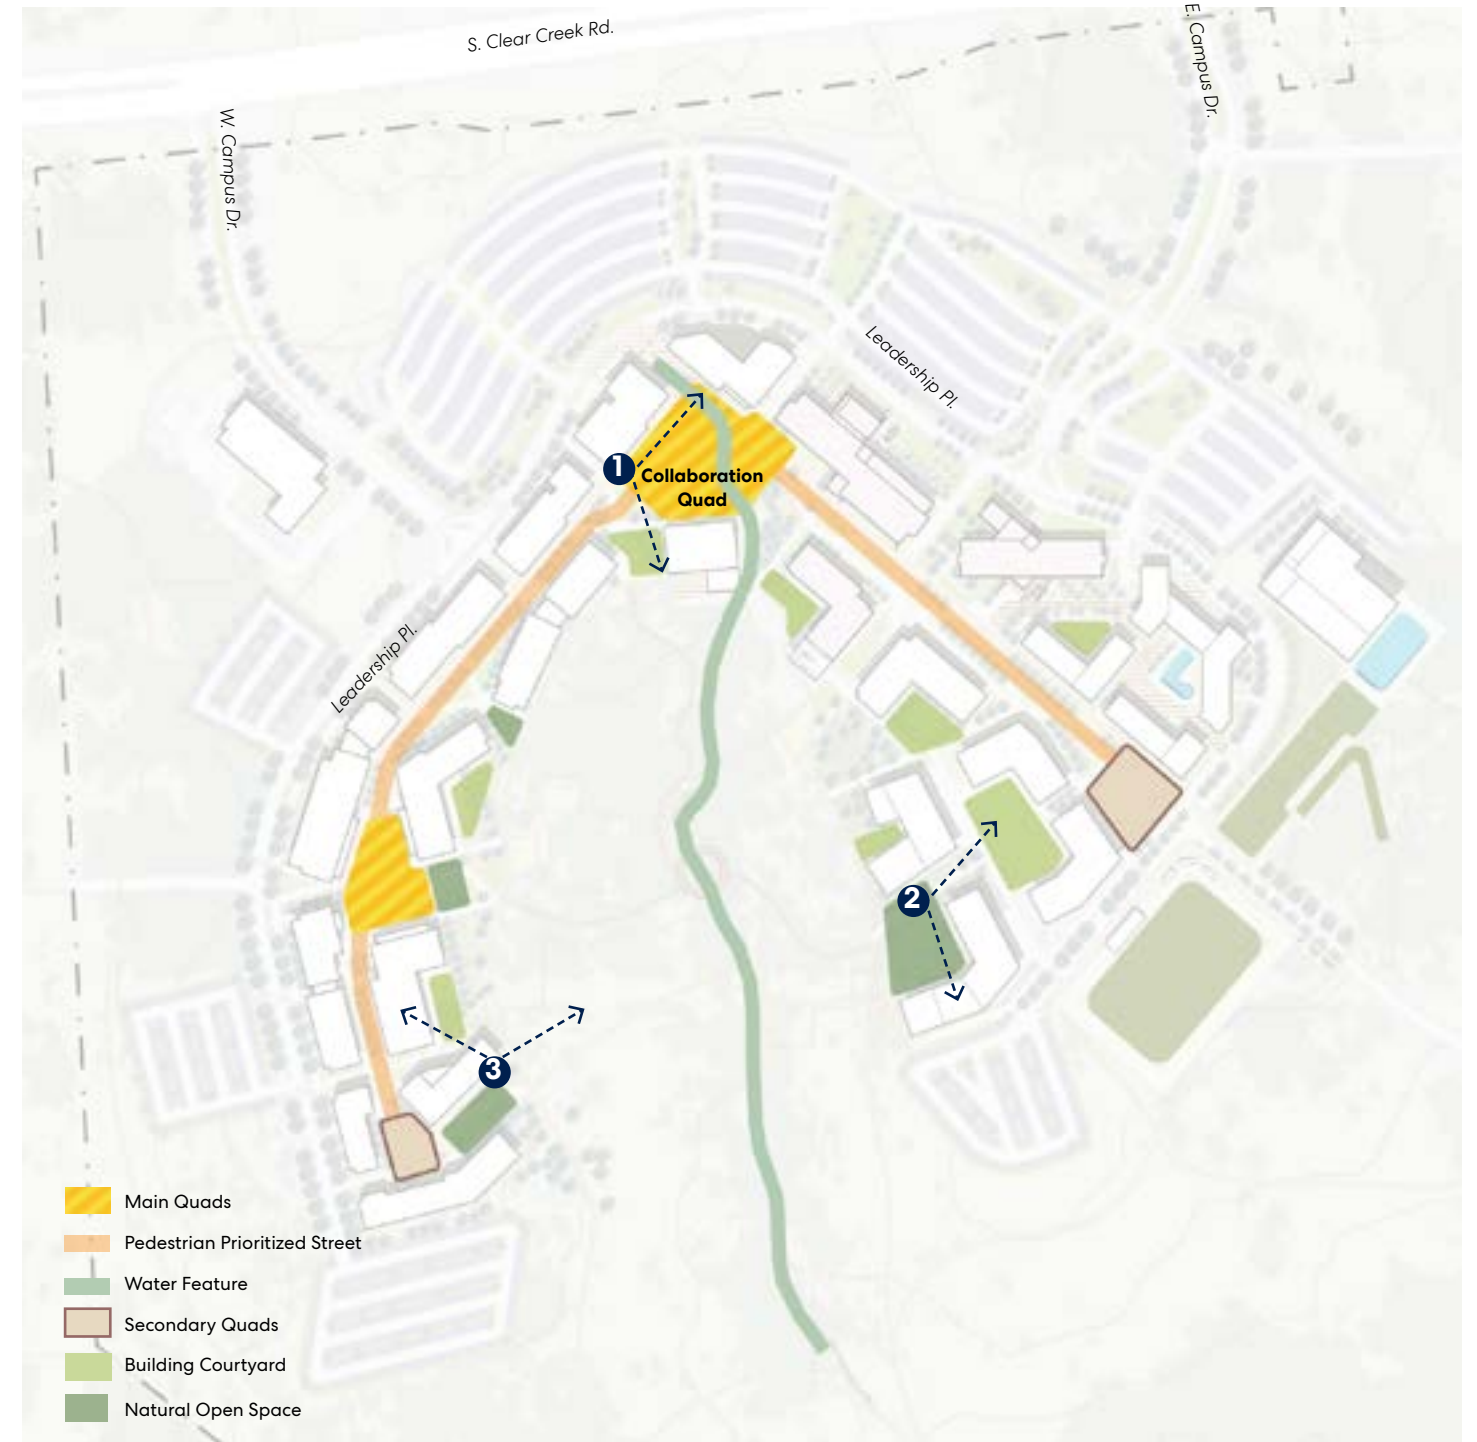 S. Clear Creek Rd.
E. Campus Dr.
W. Campus Dr.
Leadership Pl.
1
Collaboration
Quad
Leadership Pl.
2
3
Main Quads
Pedestrian Prioritized Street
Water Feature
Secondary Quads
Building Courtyard
Natural Open Space